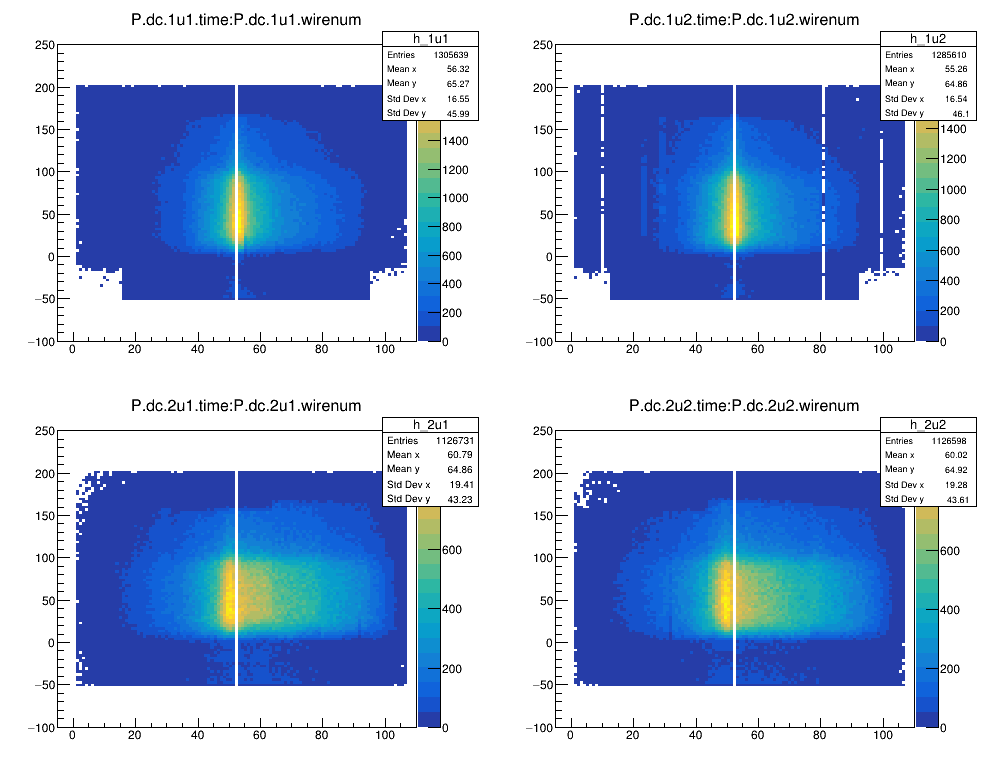 P.dc.1u1.time:P.dc.1u1.wirenum
h_1u1
Entries 1305639
Mean x 56.32
Mean y 65.27
Std Dev x 16.55
Std Dev y 45.99
250
200
150
100
50
0
−50
−100
0 20 40 60 80 100
1400
1200
1000
800
600
400
200
0
P.dc.1u2.time:P.dc.1u2.wirenum
h_1u2
Entries 1285610
Mean x 55.26
Mean y 64.86
Std Dev x 16.54
Std Dev y 46.1
250
200
150
100
50
0
−50
−100
0 20 40 60 80 100
1400
1200
1000
800
600
400
200
0
P.dc.2u1.time:P.dc.2u1.wirenum
h_2u1
Entries 1126731
Mean x 60.79
Mean y 64.86
Std Dev x 19.41
Std Dev y 43.23
250
200
150
100
50
0
−50
−100
0 20 40 60 80 100
600
400
200
0
P.dc.2u2.time:P.dc.2u2.wirenum
h_2u2
Entries 1126598
Mean x 60.02
Mean y 64.92
Std Dev x 19.28
Std Dev y 43.61
250
200
150
100
50
0
−50
−100
0 20 40 60 80 100
600
400
200
0